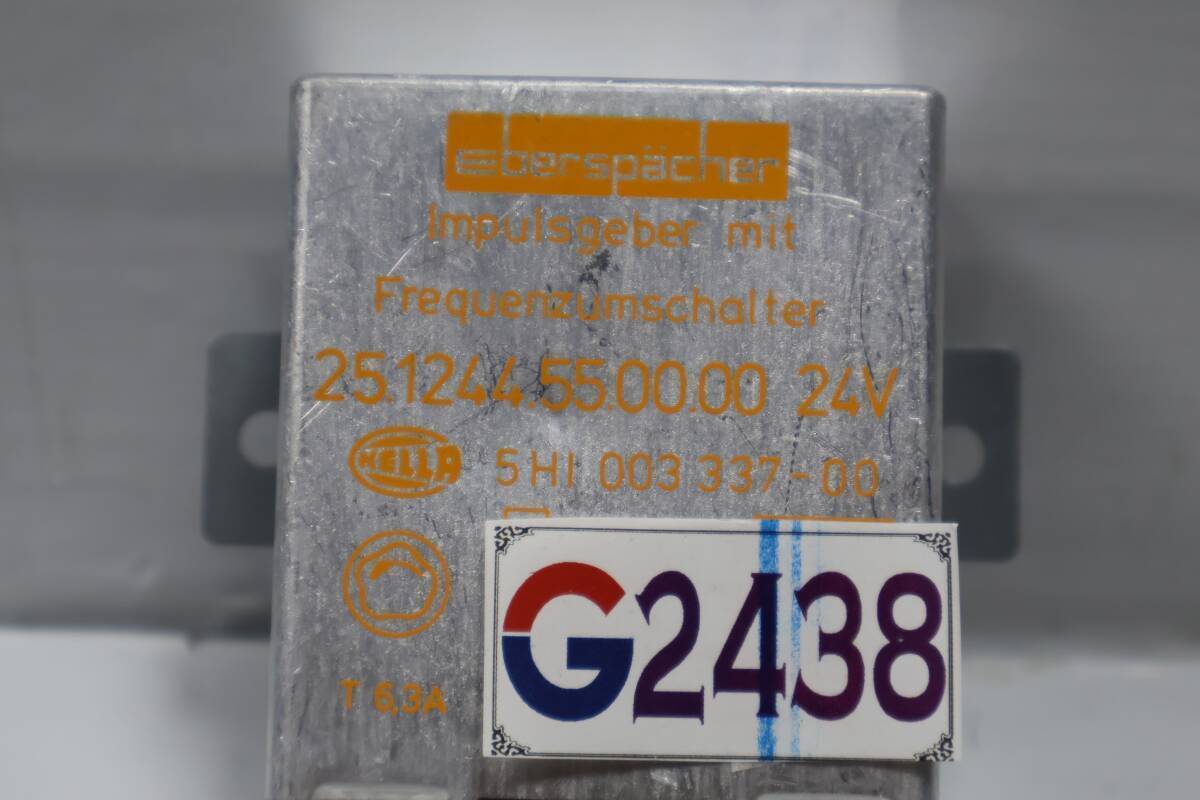 Eberspächer
Impulsgeber mit
Frequenzumschalter
25.1244.55.00.00 24V
HELLA 5HI 003 337-00
G2438
T 6,3A